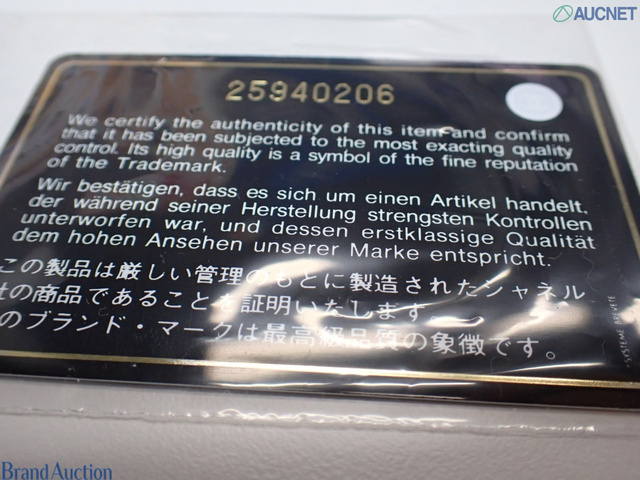 AUCNET
25940206
We certify the authenticity of this item and confirm
that it has been subjected to the most exacting quality
control. Its high quality is a symbol of the fine reputation
of the Trademark.
Wir bestätigen, dass es sich um einen Artikel handelt,
der während seiner Herstellung strengsten Kontrollen
unterworfen war, und dessen erstklassige Qualität
dem hohen Ansehen unserer Marke entspricht.
この製品は厳しい管理のもとに製造されたシャネル
社の商品であることを証明いたします。
のブランド・マークは最高級品質の象徴です。
SYSTEME BREVETE
Brand Auction